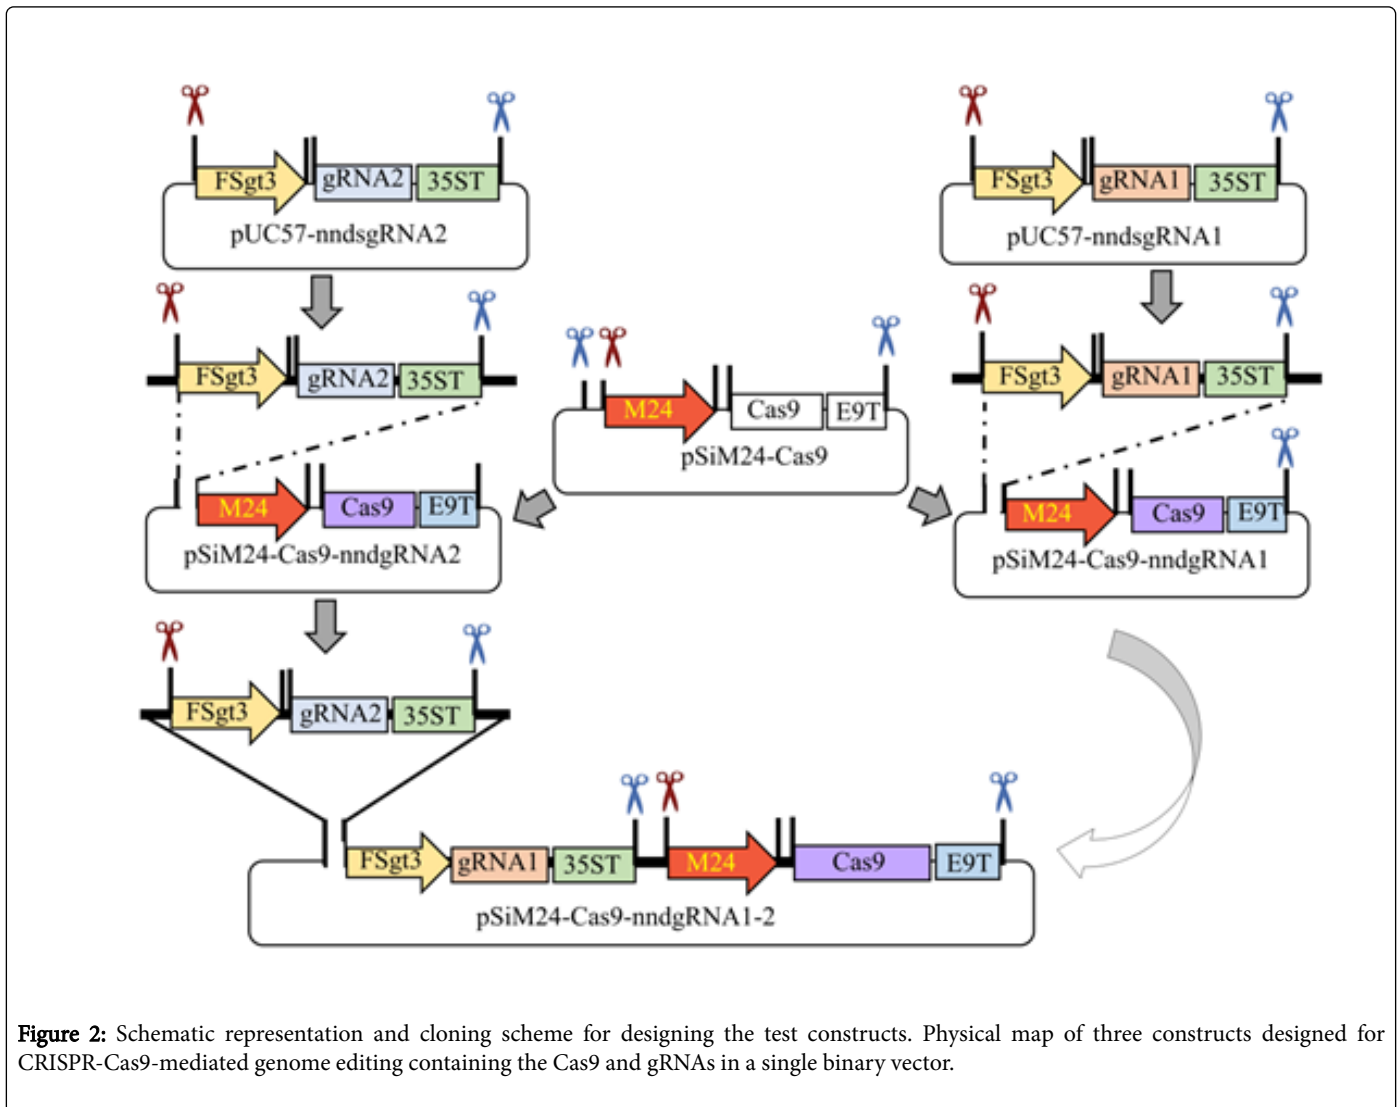 FSgt3 gRNA2 35ST
pUC57-nndsgRNA2
FSgt3 gRNA1 35ST
pUC57-nndsgRNA1
FSgt3 gRNA2 35ST
FSgt3 gRNA1 35ST
M24 Cas9 E9T
pSiM24-Cas9
M24 Cas9 E9T
pSiM24-Cas9-nndgRNA2
M24 Cas9 E9T
pSiM24-Cas9-nndgRNA1
FSgt3 gRNA2 35ST
FSgt3 gRNA1 35ST M24 Cas9 E9T
pSiM24-Cas9-nndgRNA1-2
Figure 2: Schematic representation and cloning scheme for designing the test constructs. Physical map of three constructs designed for
CRISPR-Cas9-mediated genome editing containing the Cas9 and gRNAs in a single binary vector.